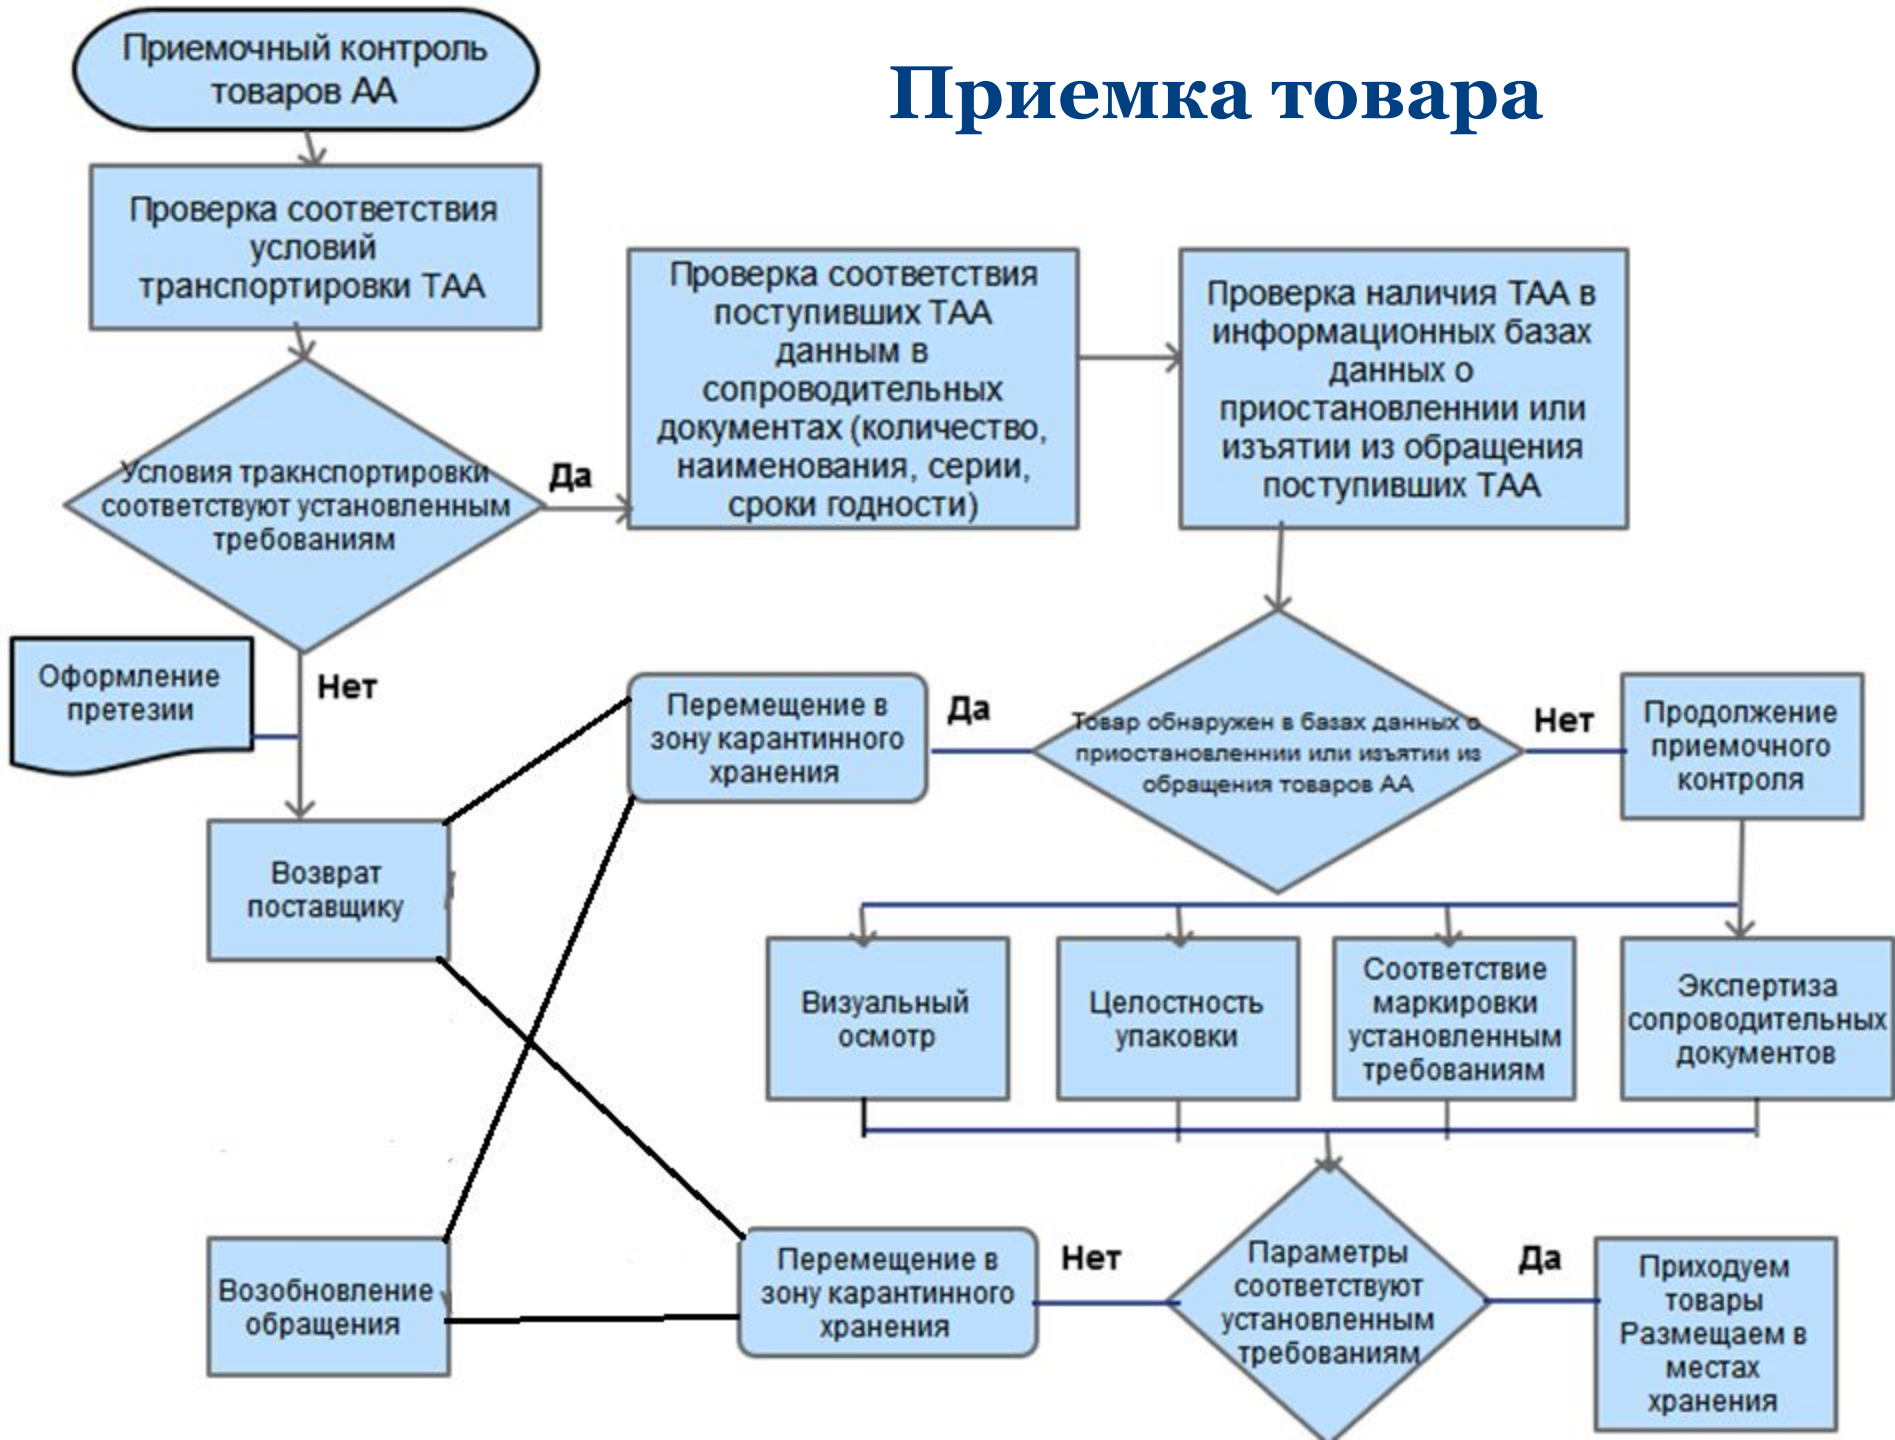 Приемка товара
Приемочный контроль
товаров АА
Проверка соответствия
условий
транспортировки ТАА
Условия тракнспортировки
соответствуют установленным
требованиям
Да
Проверка соответствия
поступивших ТАА
данным в
сопроводительных
документах (количество,
наименования, серии,
сроки годности)
Проверка наличия ТАА в
информационных базах
данных о
приостановленнии или
изъятии из обращения
поступивших ТАА
Оформление
претезии
Нет
Возврат
поставщику
Перемещение в
зону карантинного
хранения
Да
Товар обнаружен в базах данных о
приостановленнии или изъятии из
обращения товаров АА
Нет
Продолжение
приемочного
контроля
Визуальный
осмотр
Целостность
упаковки
Соответствие
маркировки
установленным
требованиям
Экспертиза
сопроводительных
документов
Возобновление
обращения
Перемещение в
зону карантинного
хранения
Нет
Параметры
соответствуют
установленным
требованиям
Да
Приходуем
товары
Размещаем в
местах
хранения